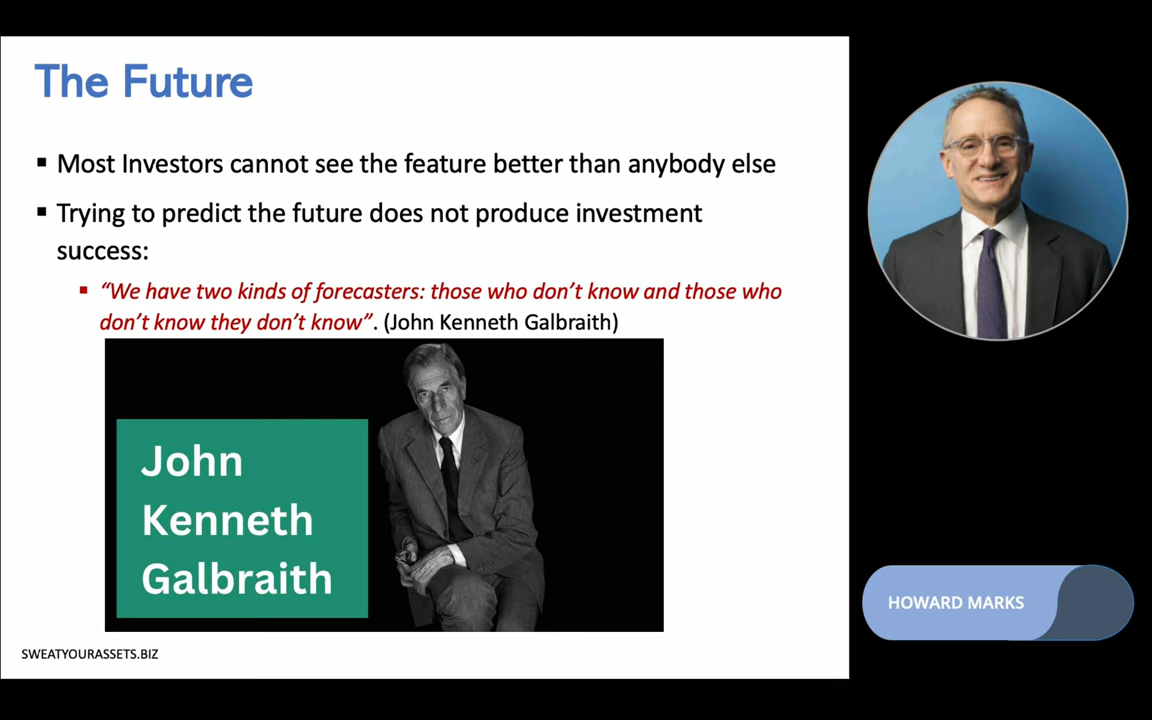 The Future
▪ Most Investors cannot see the feature better than anybody else
▪ Trying to predict the future does not produce investment
success:
▪ “We have two kinds of forecasters: those who don’t know and those who
don’t know they don’t know”. (John Kenneth Galbraith)
John
Kenneth
Galbraith
SWEATYOURASSETS.BIZ
HOWARD MARKS